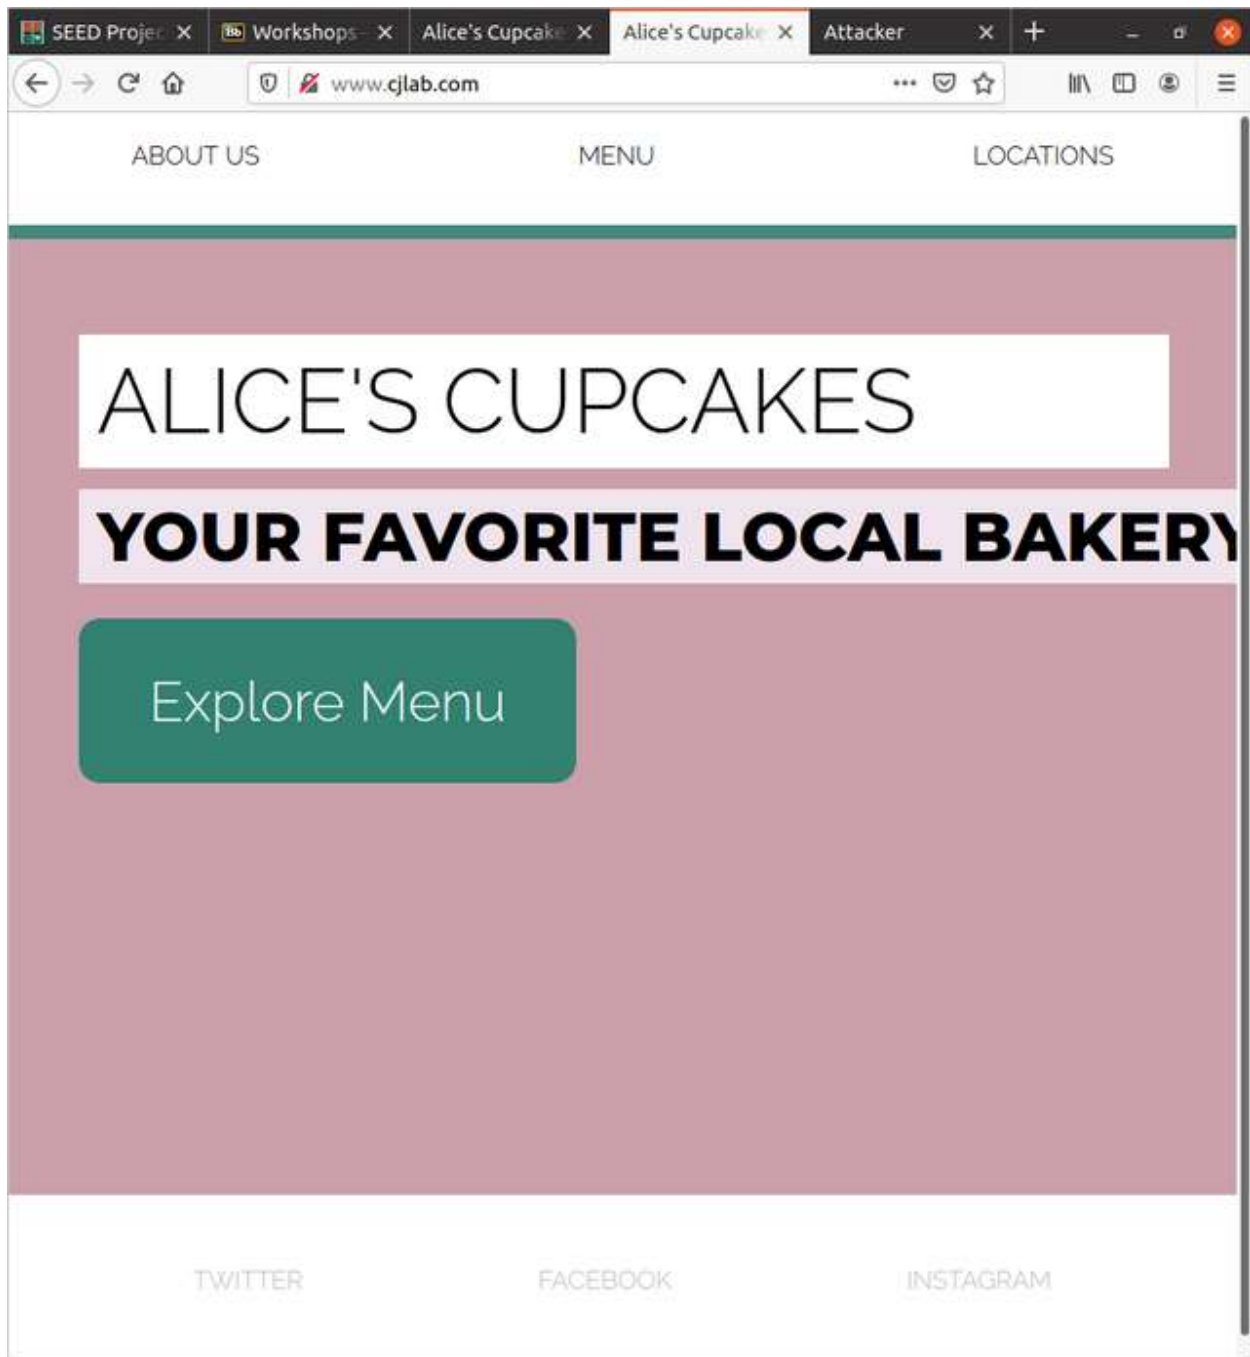 SEED Projec
Workshops -
Alice's Cupcake
Alice's Cupcake
Attacker
www.cjlab.com
ABOUT US
MENU
LOCATIONS
ALICE'S CUPCAKES
YOUR FAVORITE LOCAL BAKERY
Explore Menu
TWITTER
FACEBOOK
INSTAGRAM